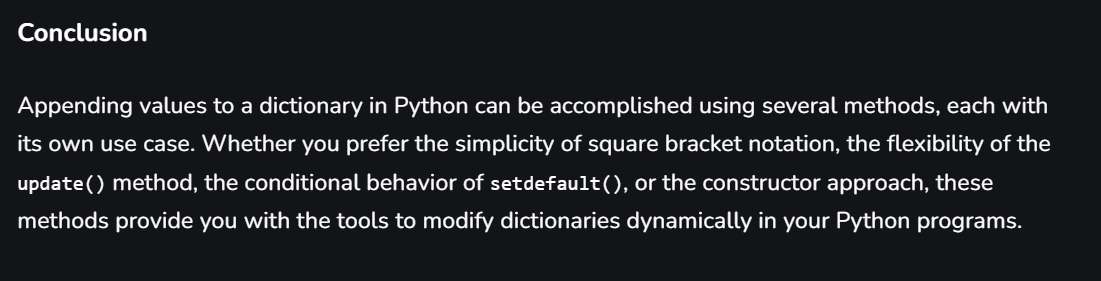 Conclusion
Appending values to a dictionary in Python can be accomplished using several methods, each with
its own use case. Whether you prefer the simplicity of square bracket notation, the flexibility of the
update() method, the conditional behavior of setdefault(), or the constructor approach, these
methods provide you with the tools to modify dictionaries dynamically in your Python programs.